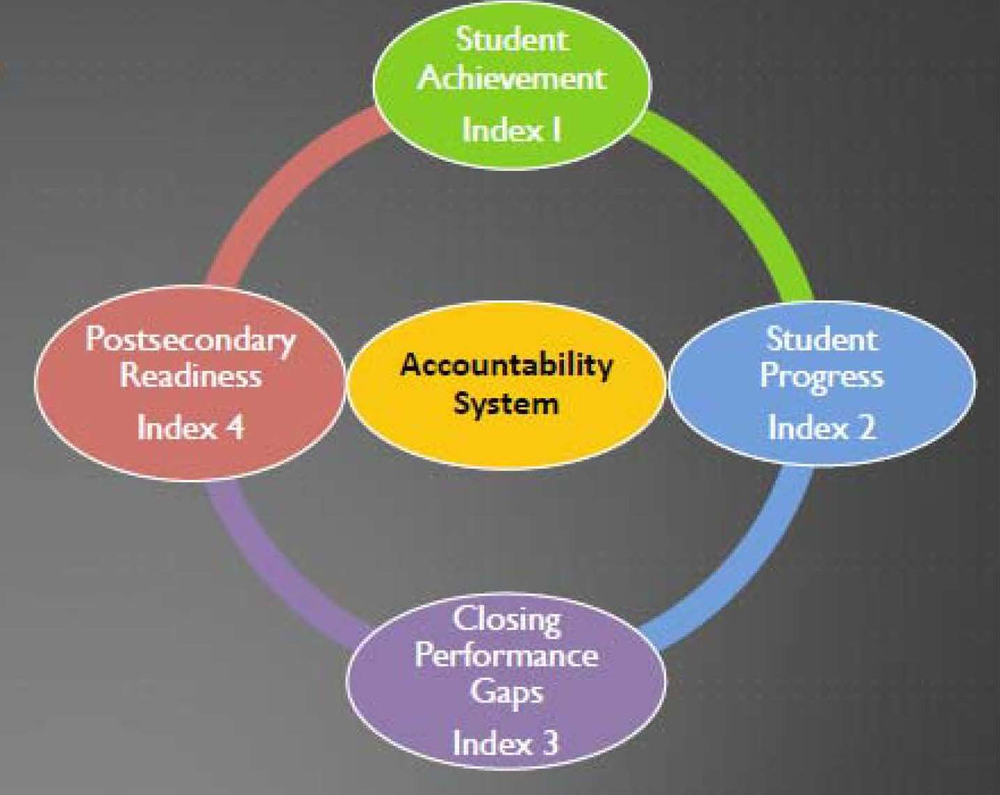 Student
Achievement
Index 1
Postsecondary
Readiness
Index 4
Accountability
System
Student
Progress
Index 2
Closing
Performance
Gaps
Index 3